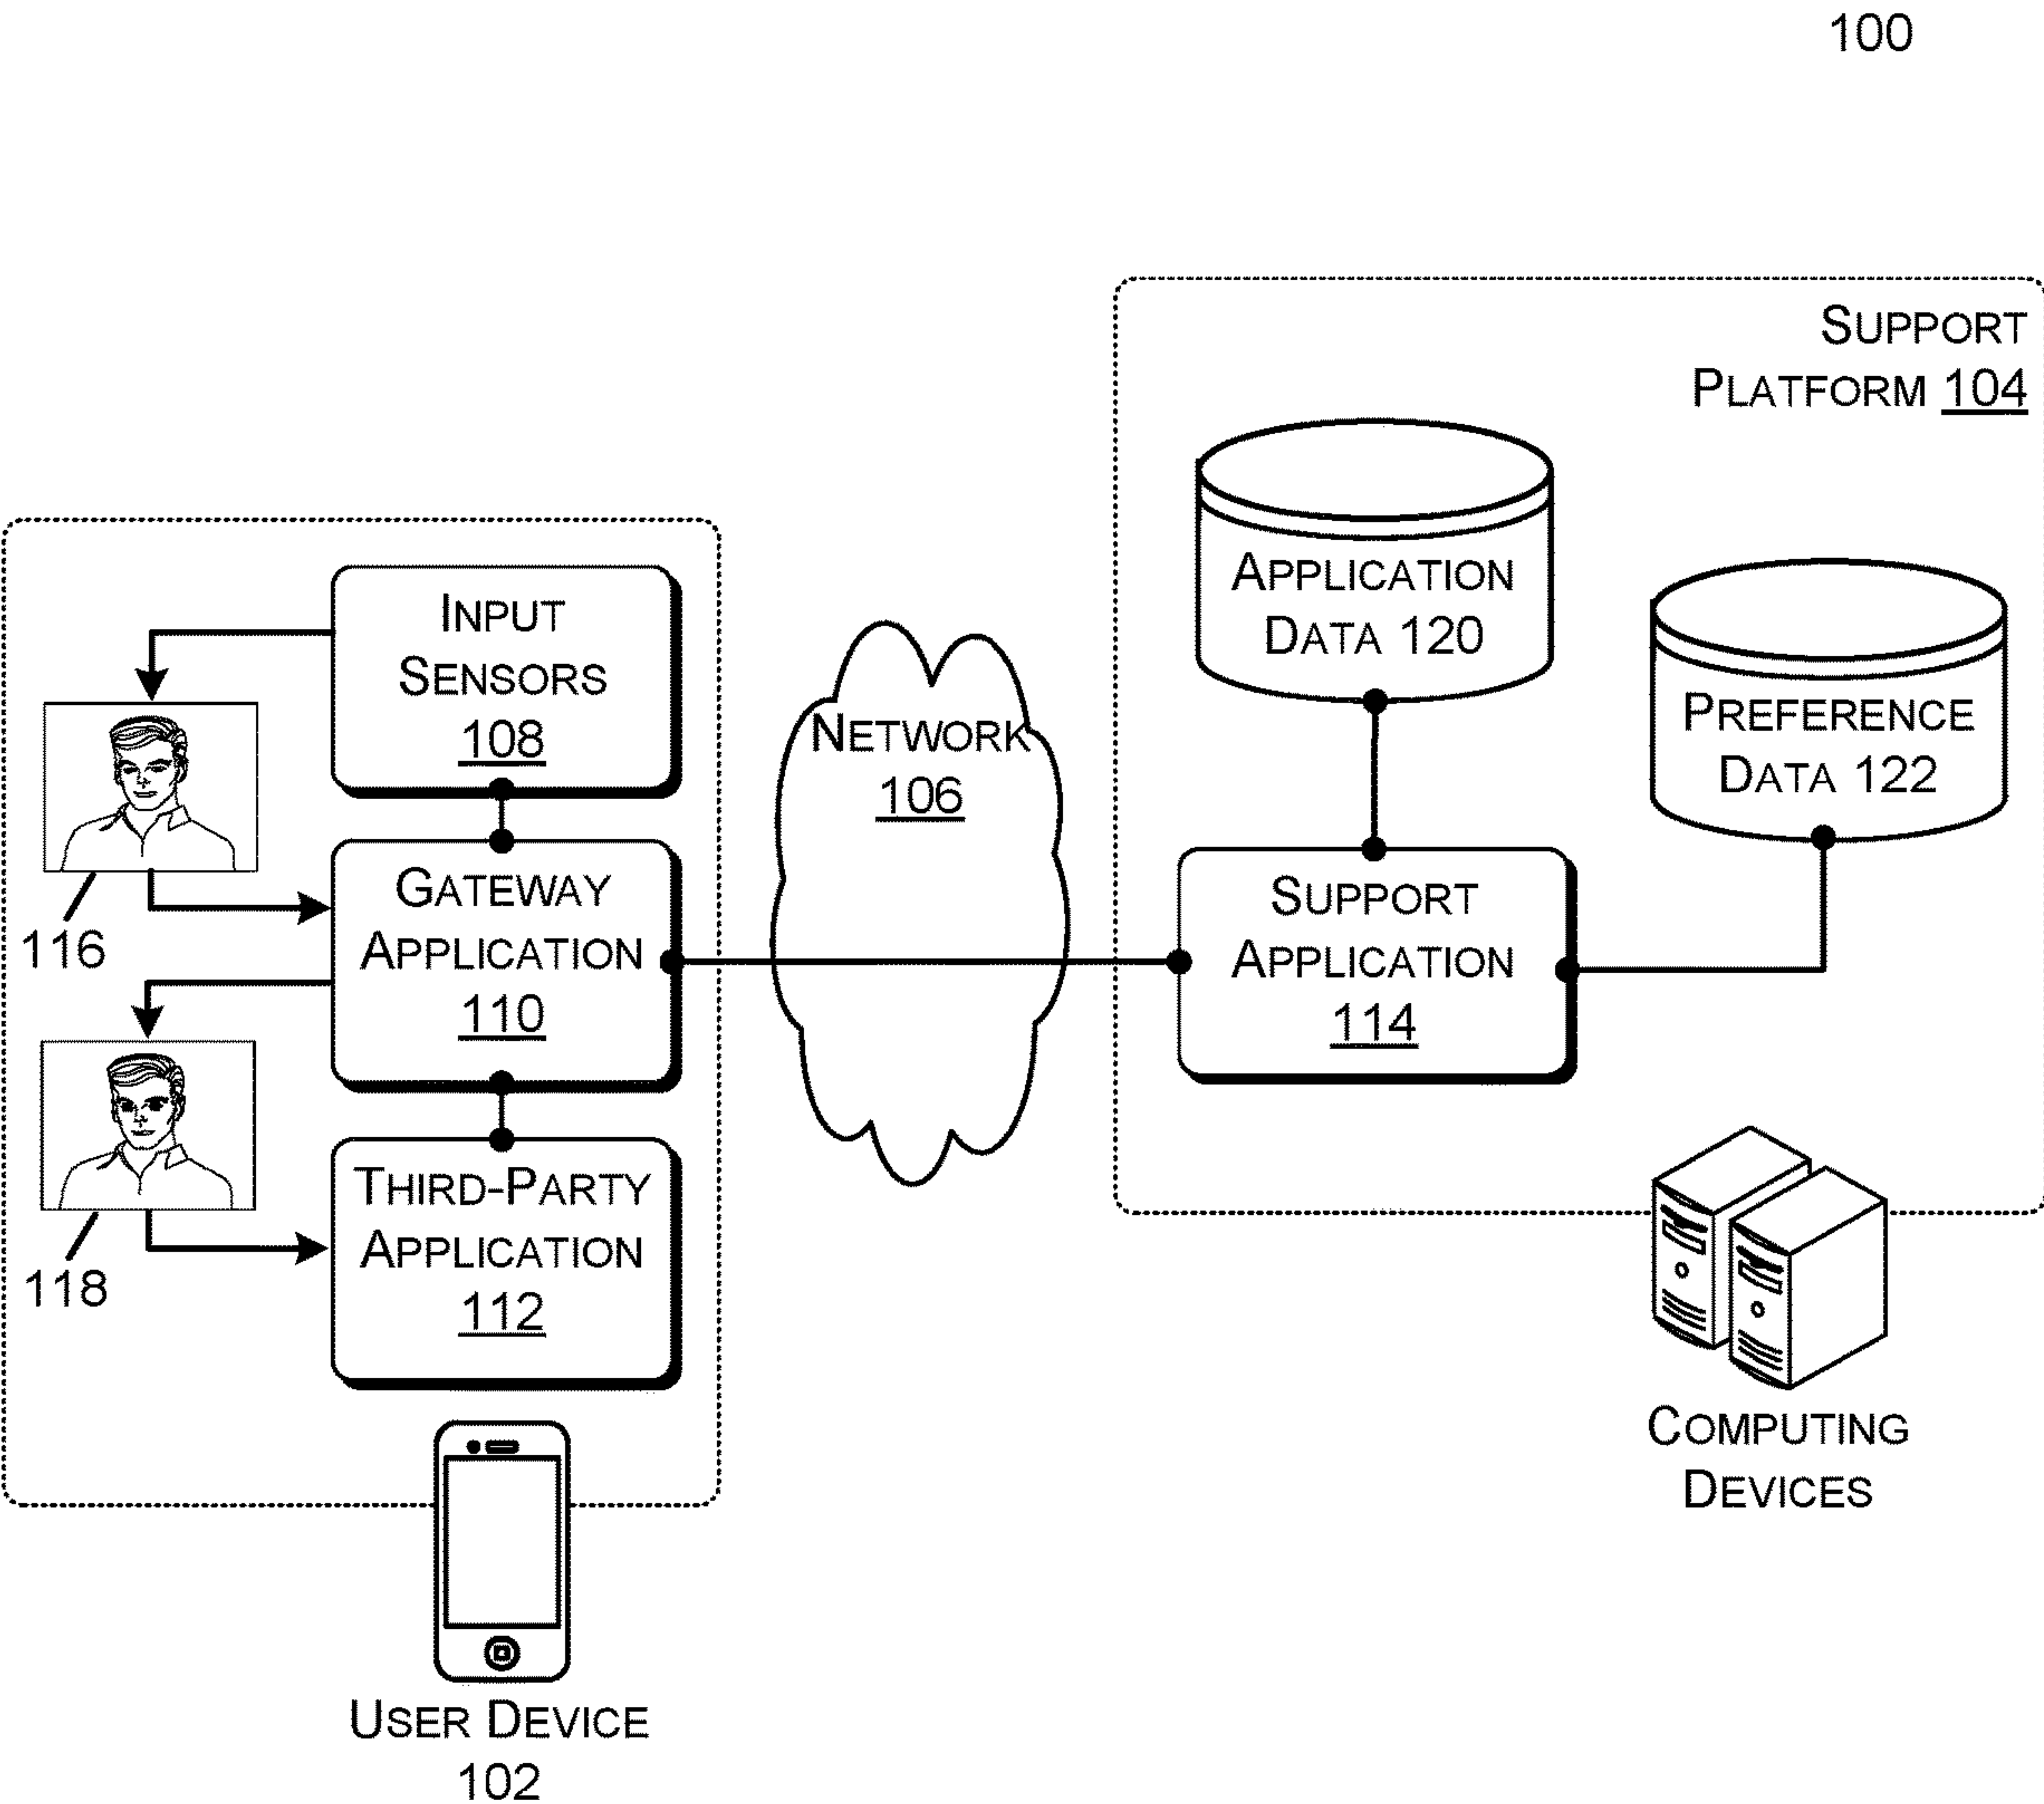 100
SUPPORT
PLATFORM 104
APPLICATION
DATA 120
PREFERENCE
DATA 122
INPUT
SENSORS
108
NETWORK
106
GATEWAY
APPLICATION
110
116
SUPPORT
APPLICATION
114
THIRD-PARTY
APPLICATION
112
118
COMPUTING
DEVICES
USER DEVICE
102